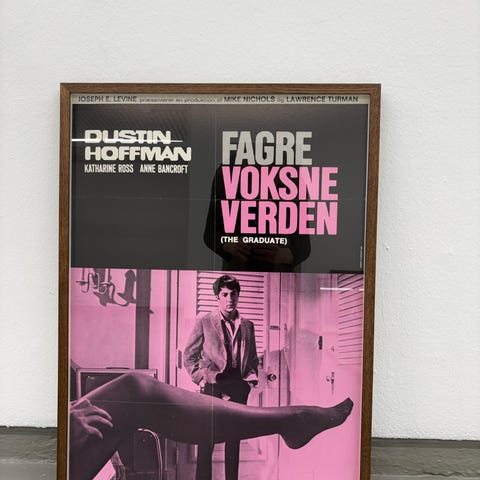 JOSEPH E. LEVINE præsenterer en produktion af MIKE NICHOLS og LAWRENCE TURMAN
DUSTIN
HOFFMAN
KATHARINE ROSS ANNE BANCROFT
FAGRE
VOKSNE
VERDEN
(THE GRADUATE)